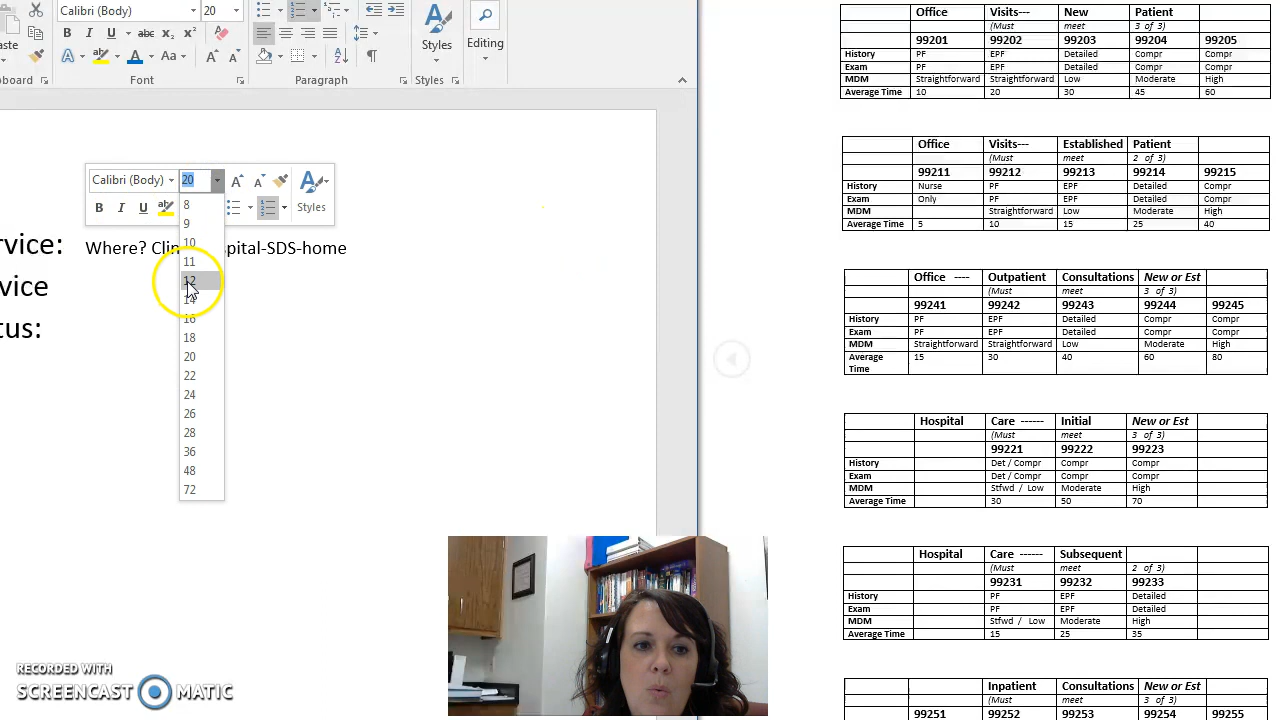 Calibri (Body) 20
B I U abc X₂ X²
A ab A Aa A A
Styles
Editing
aste
board Font Paragraph Styles
Calibri (Body) 20 A A
B I U ab Styles
8
9
10
11
12
14
16
18
20
22
24
26
28
36
48
72
rvice: Where? Clin spital-SDS-home
vice
tus:
RECORDED WITH
SCREENCAST MATIC
Office Visits--- New Patient
(Must meet 3 of 3)
99201 99202 99203 99204 99205
History PF EPF Detailed Compr Compr
Exam PF EPF Detailed Compr Compr
MDM Straightforward Straightforward Low Moderate High
Average Time 10 20 30 45 60
Office Visits--- Established Patient
(Must meet 2 of 3)
99211 99212 99213 99214 99215
History Nurse PF EPF Detailed Compr
Exam Only PF EPF Detailed Compr
MDM Straightforward Low Moderate High
Average Time 5 10 15 25 40
Office ---- Outpatient Consultations New or Est
(Must meet 3 of 3)
99241 99242 99243 99244 99245
History PF EPF Detailed Compr Compr
Exam PF EPF Detailed Compr Compr
MDM Straightforward Straightforward Low Moderate High
Average 15 30 40 60 80
Time
Hospital Care ------ Initial New or Est
(Must meet 3 of 3)
99221 99222 99223
History Det / Compr Compr Compr
Exam Det / Compr Compr Compr
MDM Stfwd / Low Moderate High
Average Time 30 50 70
Hospital Care ------ Subsequent
(Must meet 2 of 3)
99231 99232 99233
History PF EPF Detailed
Exam PF EPF Detailed
MDM Stfwd / Low Moderate High
Average Time 15 25 35
Inpatient Consultations New or Est
(Must meet 3 of 3)
99251 99252 99253 99254 99255